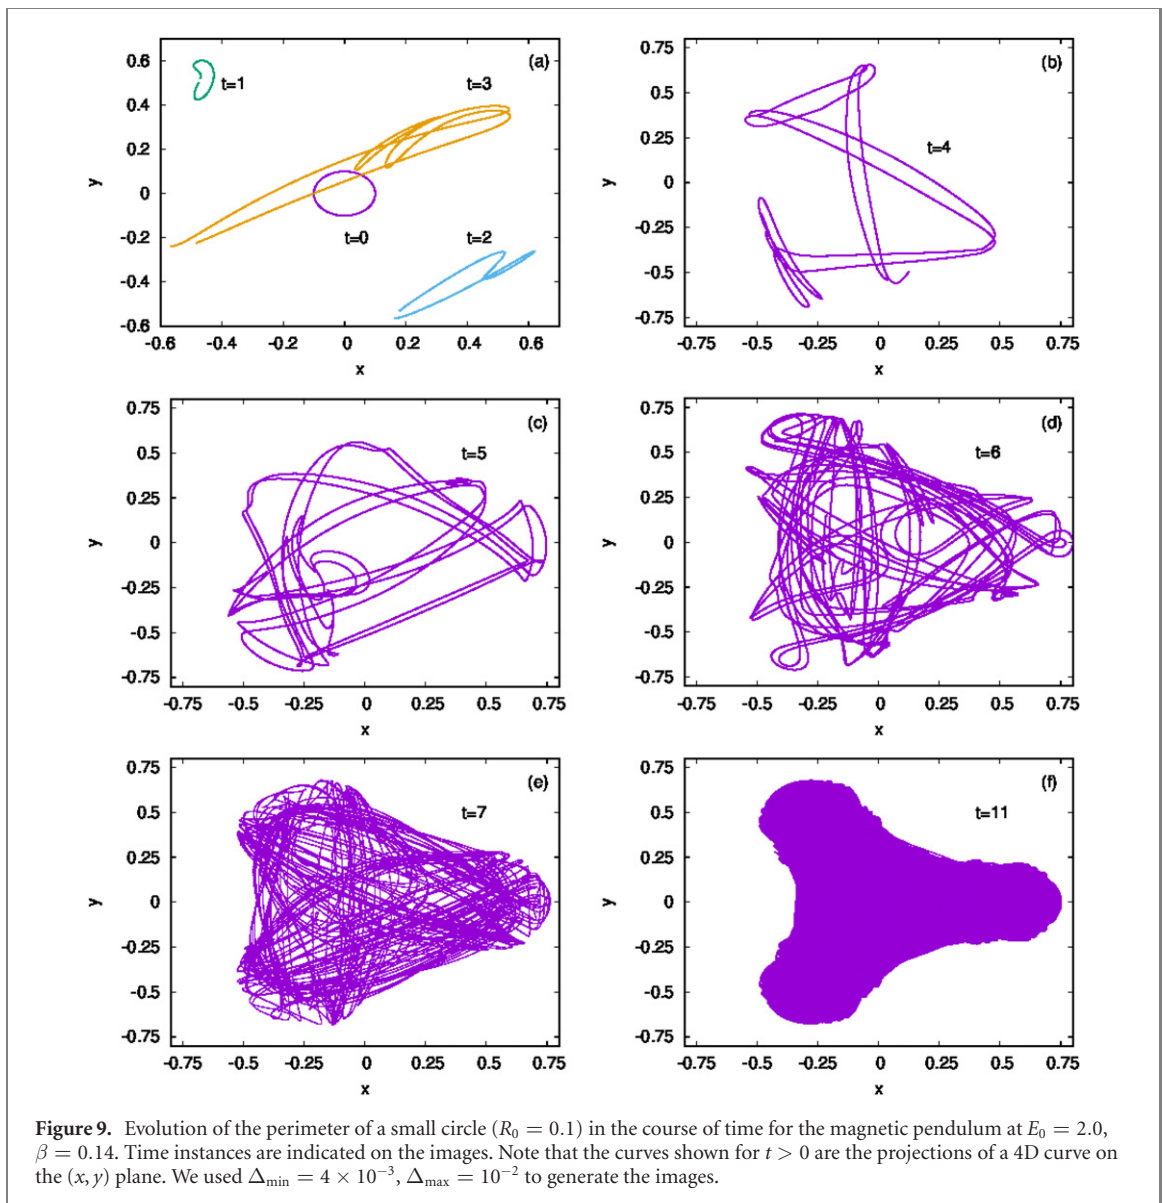 (a)
0.6
0.4
0.2
0
-0.2
-0.4
-0.6
y
t=1
t=3
t=0
t=2
-0.6 -0.4 -0.2 0 0.2 0.4 0.6
x
(b)
0.75
0.5
0.25
0
-0.25
-0.5
-0.75
y
t=4
-0.75 -0.5 -0.25 0 0.25 0.5 0.75
x
(c)
0.75
0.5
0.25
0
-0.25
-0.5
-0.75
y
t=5
-0.75 -0.5 -0.25 0 0.25 0.5 0.75
x
(d)
0.75
0.5
0.25
0
-0.25
-0.5
-0.75
y
t=6
-0.75 -0.5 -0.25 0 0.25 0.5 0.75
x
(e)
0.75
0.5
0.25
0
-0.25
-0.5
-0.75
y
t=7
-0.75 -0.5 -0.25 0 0.25 0.5 0.75
x
(f)
0.75
0.5
0.25
0
-0.25
-0.5
-0.75
y
t=11
-0.75 -0.5 -0.25 0 0.25 0.5 0.75
x
Figure 9. Evolution of the perimeter of a small circle (R₀ = 0.1) in the course of time for the magnetic pendulum at E₀ = 2.0,
β = 0.14. Time instances are indicated on the images. Note that the curves shown for t > 0 are the projections of a 4D curve on
the (x, y) plane. We used Δmin = 4 × 10⁻³, Δmax = 10⁻² to generate the images.